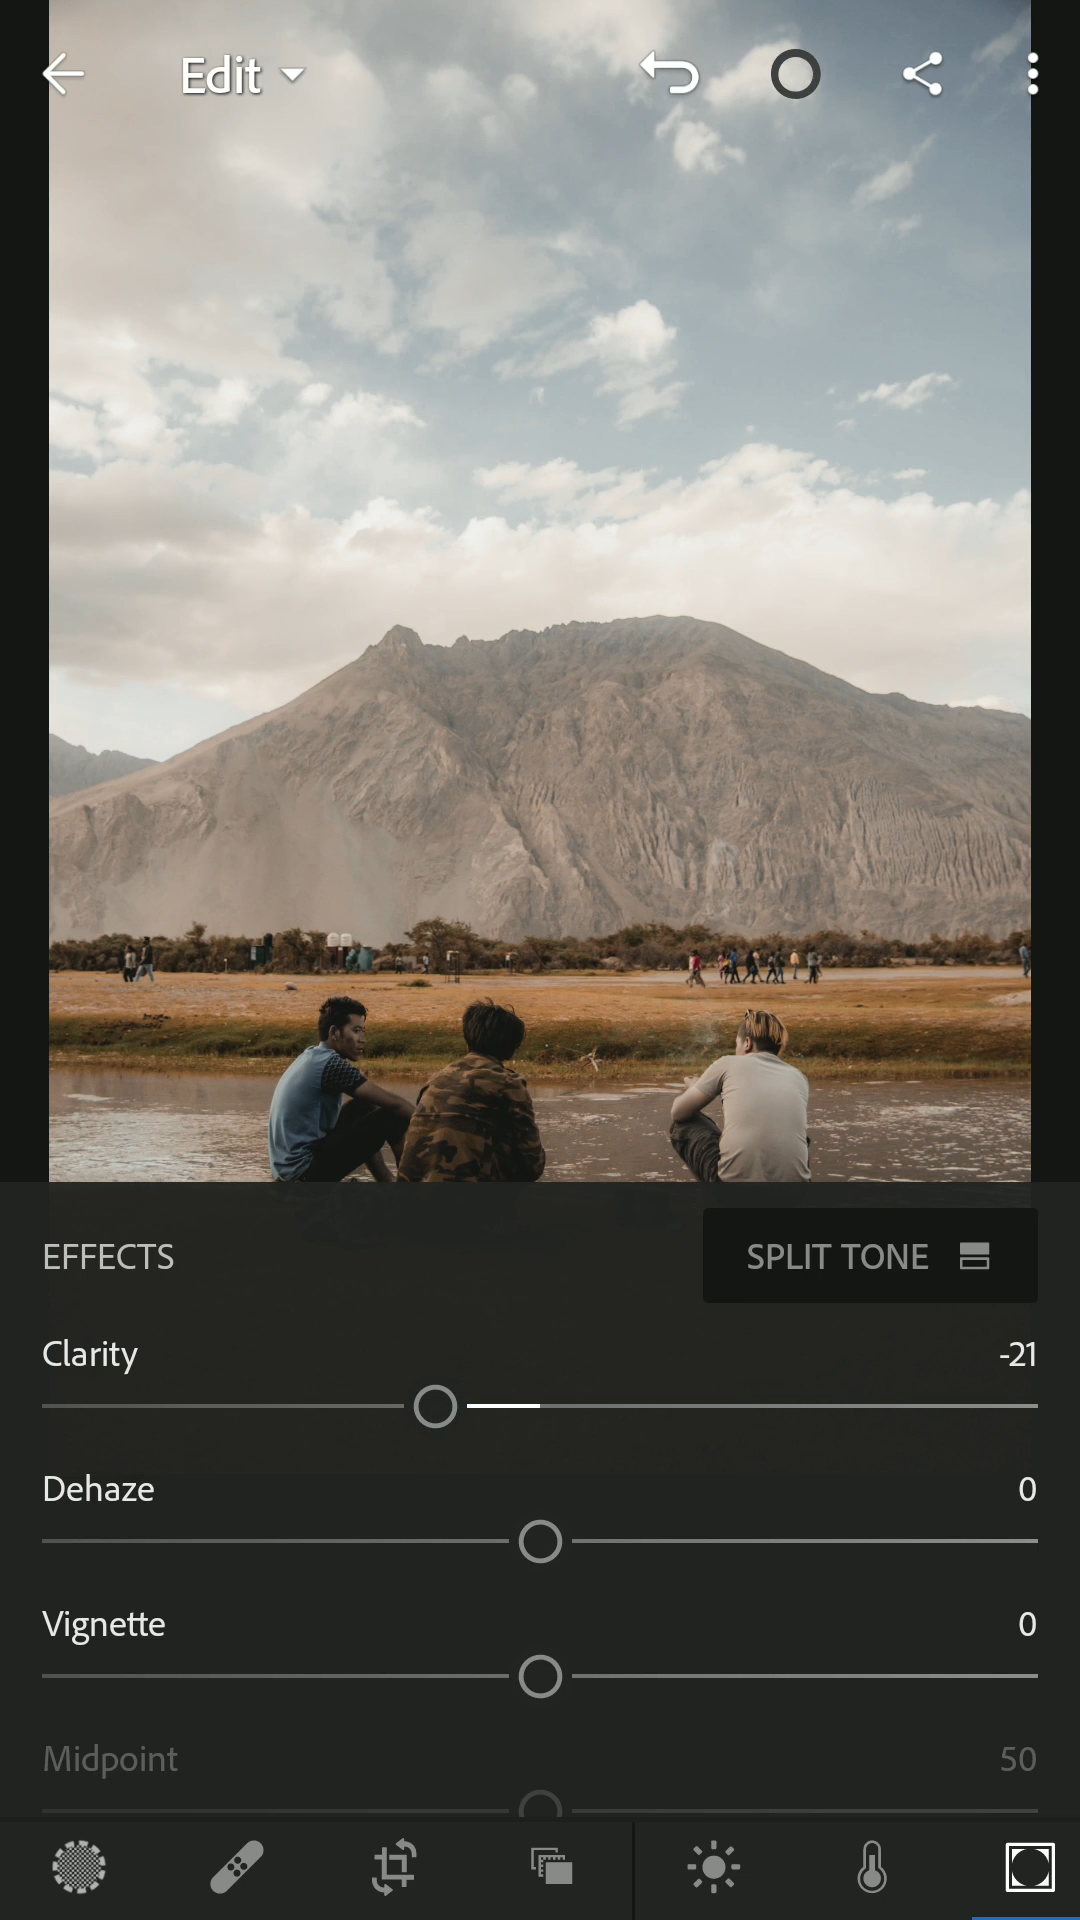 Edit
EFFECTS
SPLIT TONE
Clarity -21
Dehaze 0
Vignette 0
Midpoint 50